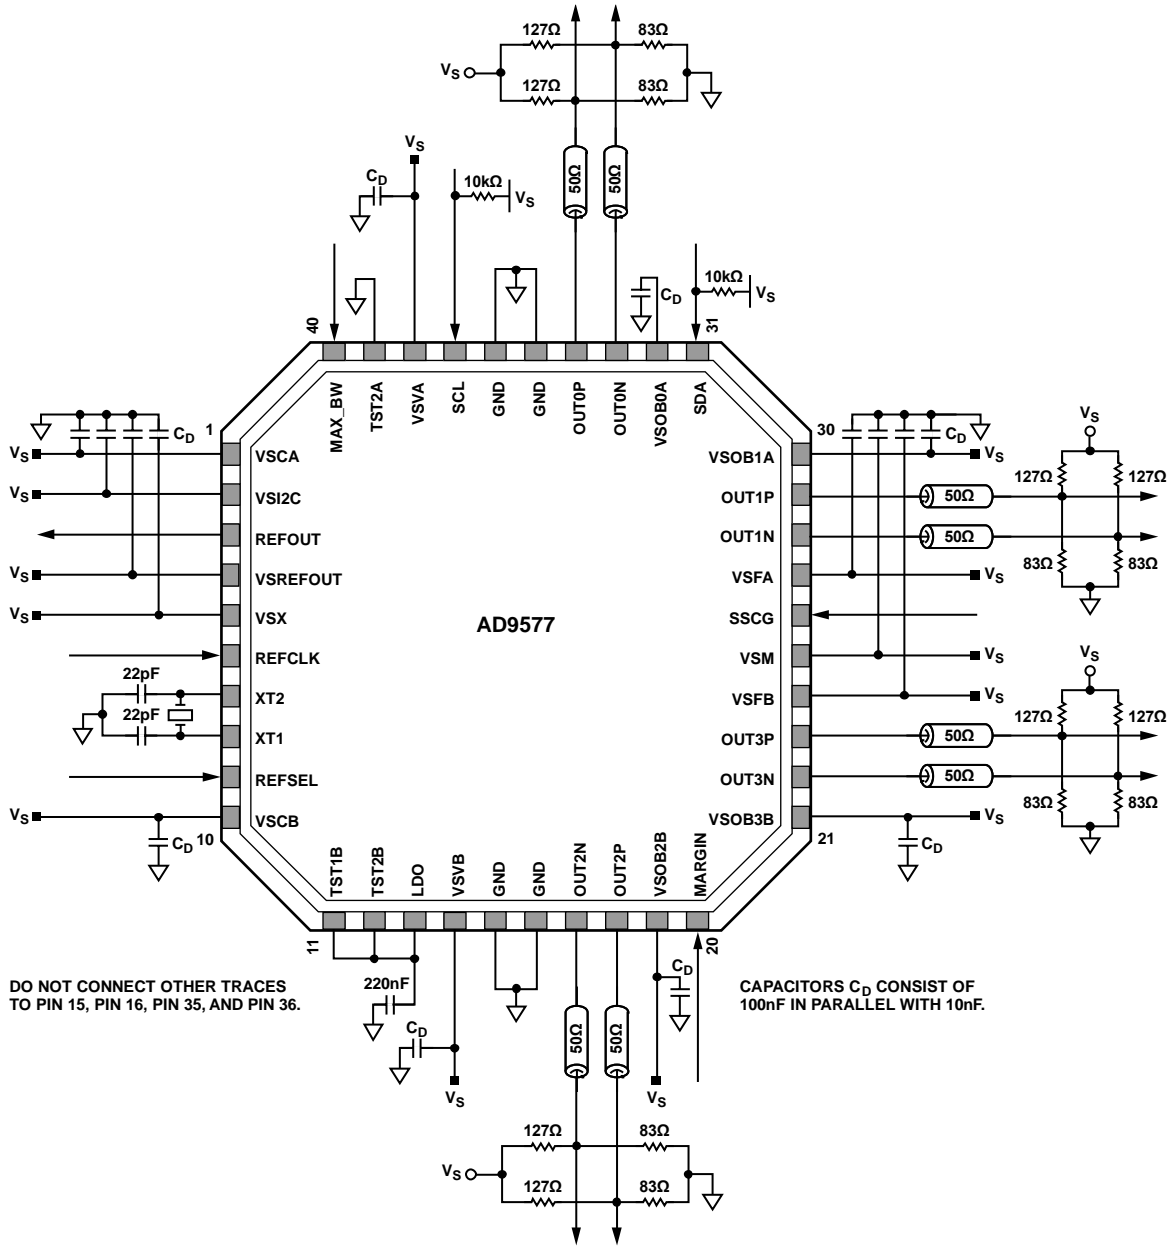 127Ω 83Ω
VS 127Ω 83Ω
50Ω 50Ω
VS
CD 10kΩ VS
CD 10kΩ VS
40 31
MAX_BW TST2A VSVA SCL GND GND OUT0P OUT0N VSOB0A SDA
CD 1 30 CD VS
VS VSCA VSOB1A VS
127Ω 127Ω
VS VSI2C OUT1P 50Ω
REFOUT OUT1N 50Ω
83Ω 83Ω
VS VSREFOUT VSFA VS
VS VSX SSCG
AD9577
REFCLK VSM VS
VS
22pF XT2 VSFB VS
127Ω 127Ω
22pF XT1 OUT3P 50Ω
REFSEL OUT3N 50Ω
83Ω 83Ω
VS VSCB VSOB3B VS
10 21
CD CD
TST1B TST2B LDO VSVB GND GND OUT2N OUT2P VSOB2B MARGIN
11 20
DO NOT CONNECT OTHER TRACES
TO PIN 15, PIN 16, PIN 35, AND PIN 36.
220nF
CD
CD
CAPACITORS CD CONSIST OF
100nF IN PARALLEL WITH 10nF.
50Ω 50Ω
VS VS
127Ω 83Ω
VS 127Ω 83Ω